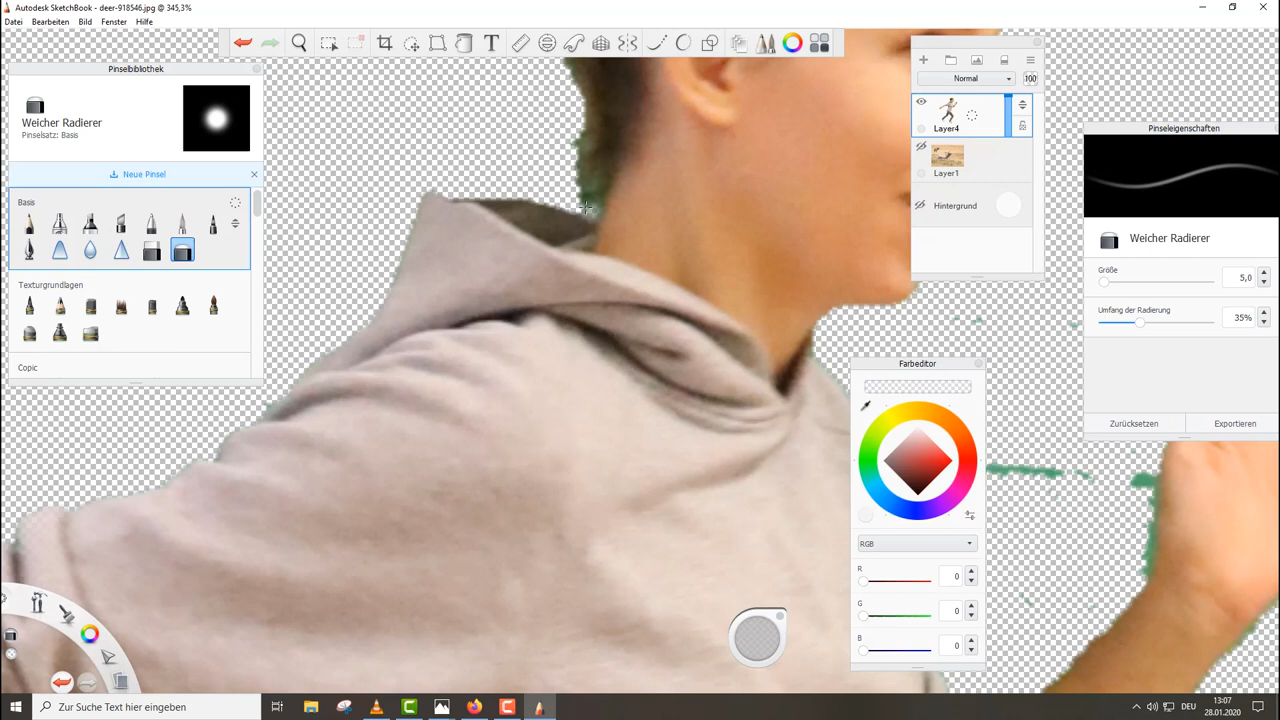 Autodesk SketchBook - deer-918546.jpg @ 345,3%
Datei Bearbeiten Bild Fenster Hilfe
Pinselbibliothek
Weicher Radierer
Pinselsatz: Basis
Neue Pinsel
Basis
Texturgrundlagen
Copic
Normal
100
Layer4
Layer1
Hintergrund
Pinseleigenschaften
Weicher Radierer
Größe
5,0
Umfang der Radierung
35%
Zurücksetzen Exportieren
Farbeditor
RGB
R
0
G
0
B
0
Zur Suche Text hier eingeben
DEU
13:07
28.01.2020